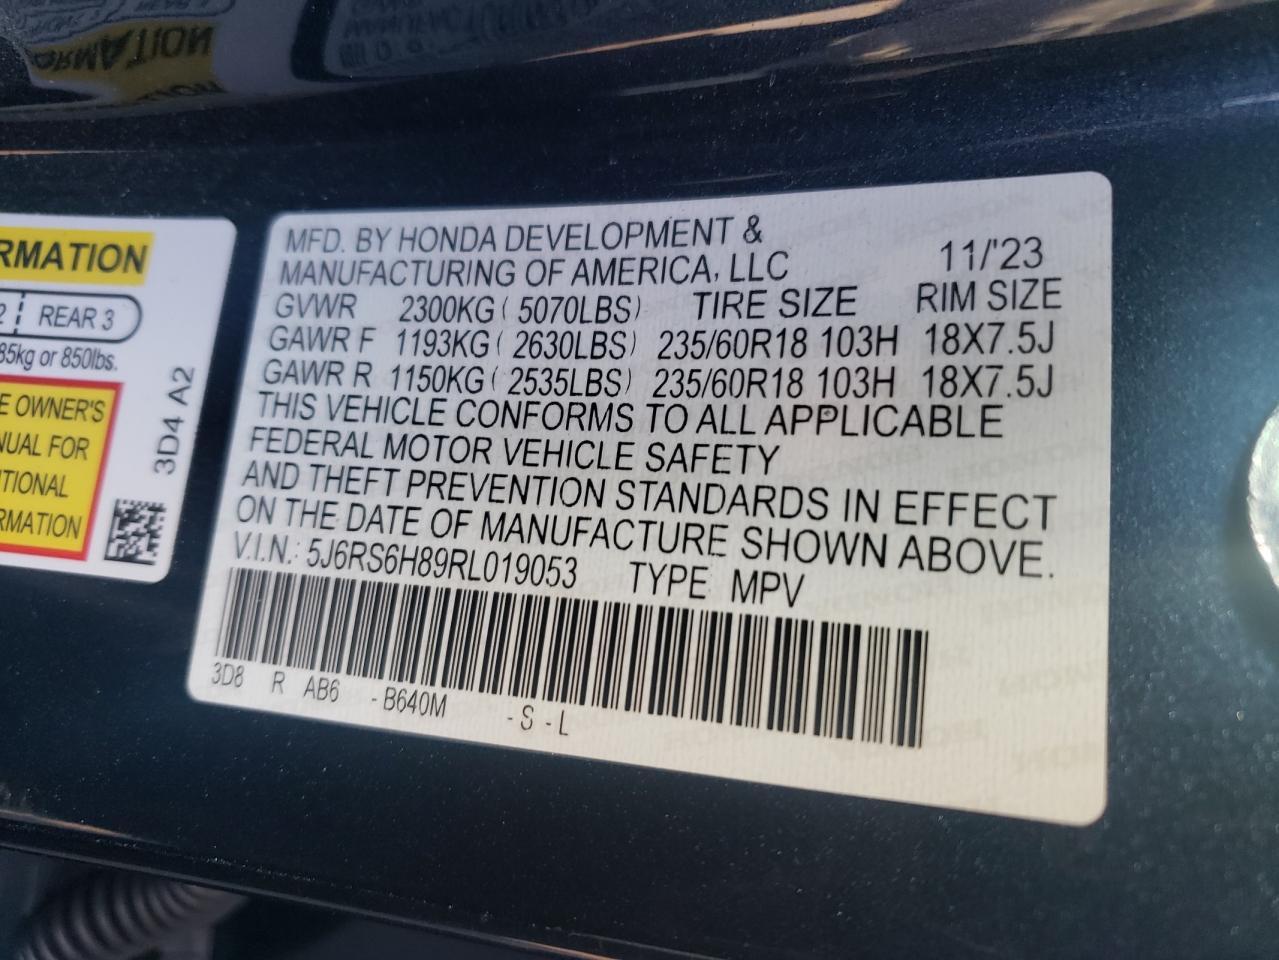 RMATION
2 REAR 3
85kg or 850lbs.
E OWNER'S
NUAL FOR
ITIONAL
RMATION
3D4 A2
MFD. BY HONDA DEVELOPMENT &
MANUFACTURING OF AMERICA, LLC 11/'23
GVWR 2300KG ( 5070LBS) TIRE SIZE RIM SIZE
GAWR F 1193KG ( 2630LBS) 235/60R18 103H 18X7.5J
GAWR R 1150KG ( 2535LBS) 235/60R18 103H 18X7.5J
THIS VEHICLE CONFORMS TO ALL APPLICABLE
FEDERAL MOTOR VEHICLE SAFETY
AND THEFT PREVENTION STANDARDS IN EFFECT
ON THE DATE OF MANUFACTURE SHOWN ABOVE.
V.I.N.: 5J6RS6H89RL019053 TYPE: MPV
3D8 R AB6 -B640M -S-L